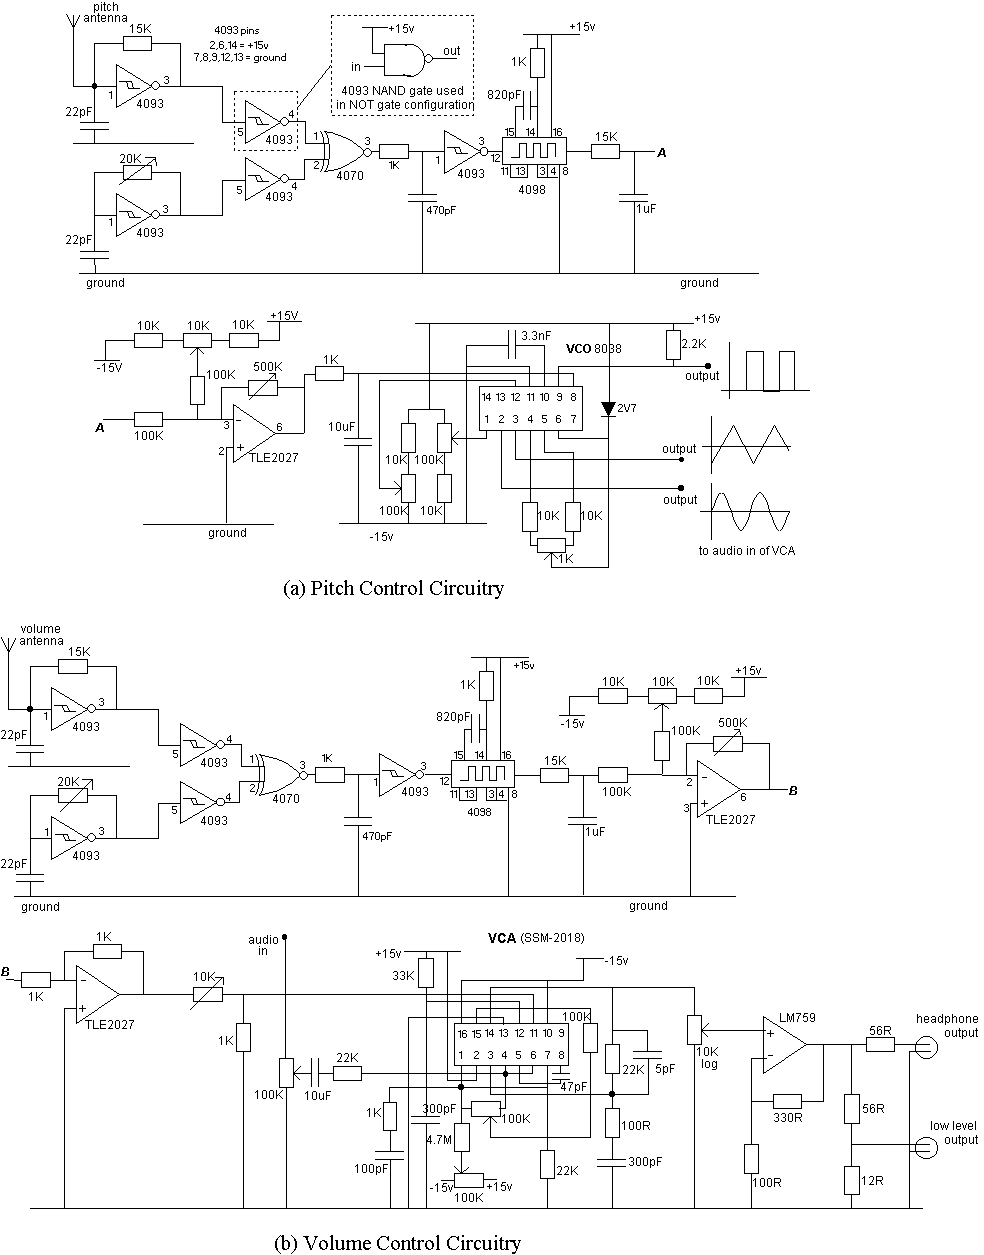 pitch
antenna
15K
4093 pins
2,6,14 = +15v
7,8,9,12,13 = ground
+15v
in
out
4093 NAND gate used
in NOT gate configuration
+15v
1K
820pF
1
3
4093
22pF
5
4
4093
1
2
3
4070
1K
1
3
4093
12
15
14
16
11
13
3
4
8
4098
15K
A
20K
1
3
4093
22pF
5
4
4093
470pF
1uF
ground
ground
10K
10K
10K
+15V
-15V
100K
500K
1K
A
100K
3
2
6
TLE2027
ground
10uF
-15v
10K
100K
100K
10K
3.3nF
VCO 8038
14 13 12 11 10 9 8
1 2 3 4 5 6 7
2V7
+15v
2.2K
output
output
output
10K
10K
1K
to audio in of VCA
(a) Pitch Control Circuitry
volume
antenna
15K
1
3
4093
22pF
5
4
4093
20K
1
3
4093
22pF
5
4
4093
1
2
3
4070
1K
470pF
1
3
4093
+15v
1K
820pF
12
15
14
16
11
13
3
4
8
4098
15K
1uF
100K
10K
10K
10K
+15v
-15v
100K
500K
2
3
6
TLE2027
B
ground
ground
B
1K
1K
TLE2027
10K
1K
audio
in
100K
10uF
22K
VCA (SSM-2018)
+15v
33K
-15v
16 15 14 13 12 11 10 9
1 2 3 4 5 6 7 8
100K
47pF
1K
100pF
300pF
4.7M
100K
-15v
+15v
100K
22K
22K
5pF
100R
300pF
10K
log
LM759
330R
100R
56R
56R
12R
headphone
output
low level
output
(b) Volume Control Circuitry